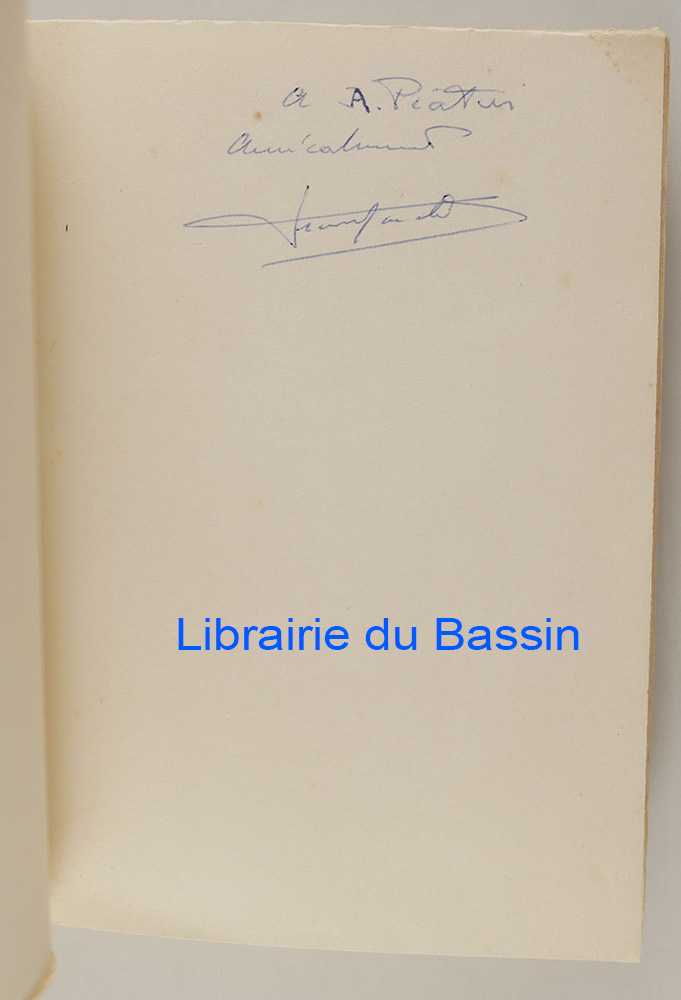 A A. Piatier
Amicalement
Librairie du Bassin